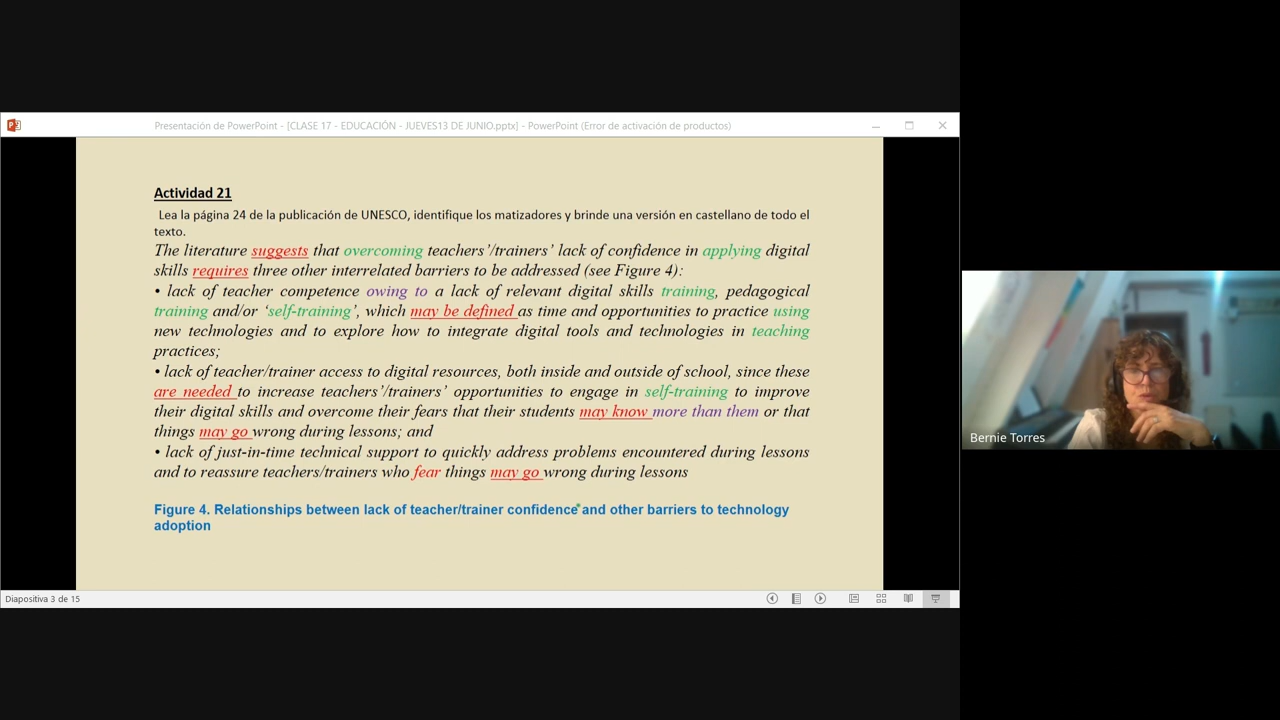 Presentación de PowerPoint - [CLASE 17 - EDUCACIÓN - JUEVES13 DE JUNIO.pptx] - PowerPoint (Error de activación de productos)
Actividad 21
Lea la página 24 de la publicación de UNESCO, identifique los matizadores y brinde una versión en castellano de todo el
texto.
The literature suggests that overcoming teachers’/trainers’ lack of confidence in applying digital
skills requires three other interrelated barriers to be addressed (see Figure 4):
• lack of teacher competence owing to a lack of relevant digital skills training, pedagogical
training and/or ‘self-training’, which may be defined as time and opportunities to practice using
new technologies and to explore how to integrate digital tools and technologies in teaching
practices;
• lack of teacher/trainer access to digital resources, both inside and outside of school, since these
are needed to increase teachers’/trainers’ opportunities to engage in self-training to improve
their digital skills and overcome their fears that their students may know more than them or that
things may go wrong during lessons; and
• lack of just-in-time technical support to quickly address problems encountered during lessons
and to reassure teachers/trainers who fear things may go wrong during lessons
Figure 4. Relationships between lack of teacher/trainer confidence and other barriers to technology
adoption
Diapositiva 3 de 15
Bernie Torres